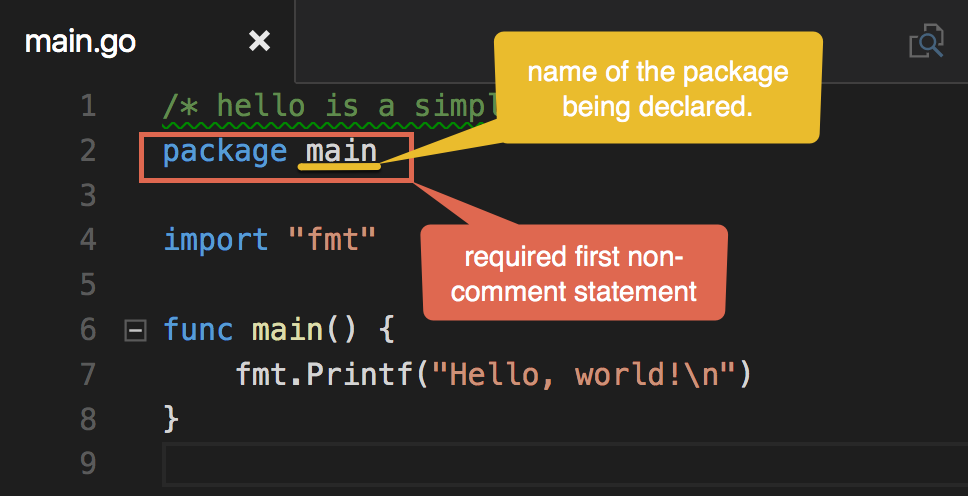 main.go
name of the package
being declared.
1 /* hello is a simpl
2 package main
3
4 import "fmt"
required first non-
comment statement
5
6 func main() {
7 fmt.Printf("Hello, world!\n")
8 }
9